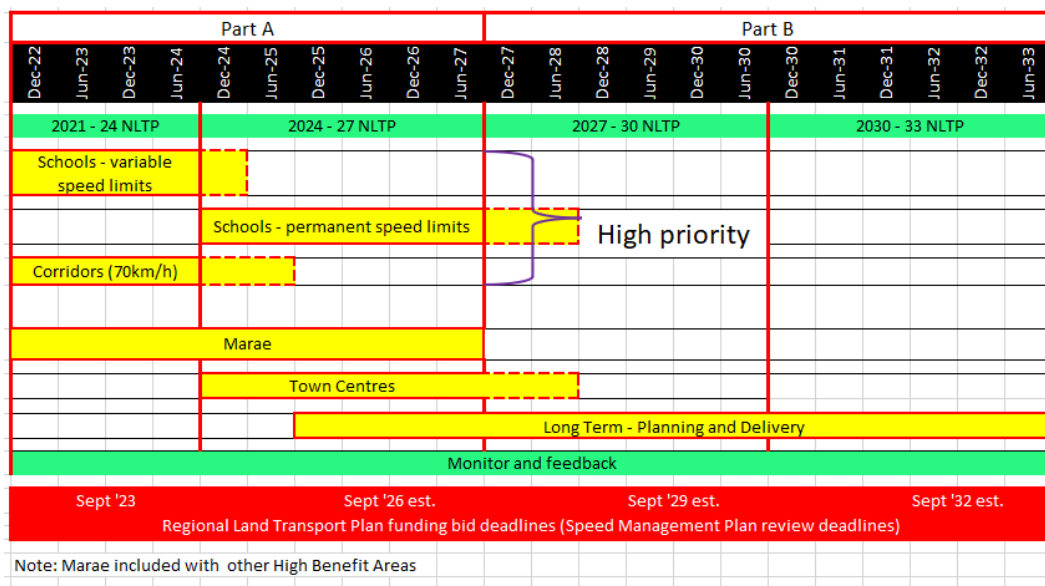 Part A Part B
Dec-22 Jun-23 Dec-23 Jun-24 Dec-24 Jun-25 Dec-25 Jun-26 Dec-26 Jun-27 Dec-27 Jun-28 Dec-28 Jun-29 Dec-30 Jun-30 Dec-30 Jun-31 Dec-31 Jun-32 Dec-32 Jun-33
2021 - 24 NLTP 2024 - 27 NLTP 2027 - 30 NLTP 2030 - 33 NLTP
Schools - variable
speed limits
Schools - permanent speed limits
High priority
Corridors (70km/h)
Marae
Town Centres
Long Term - Planning and Delivery
Monitor and feedback
Sept '23 Sept '26 est. Sept '29 est. Sept '32 est.
Regional Land Transport Plan funding bid deadlines (Speed Management Plan review deadlines)
Note: Marae included with other High Benefit Areas